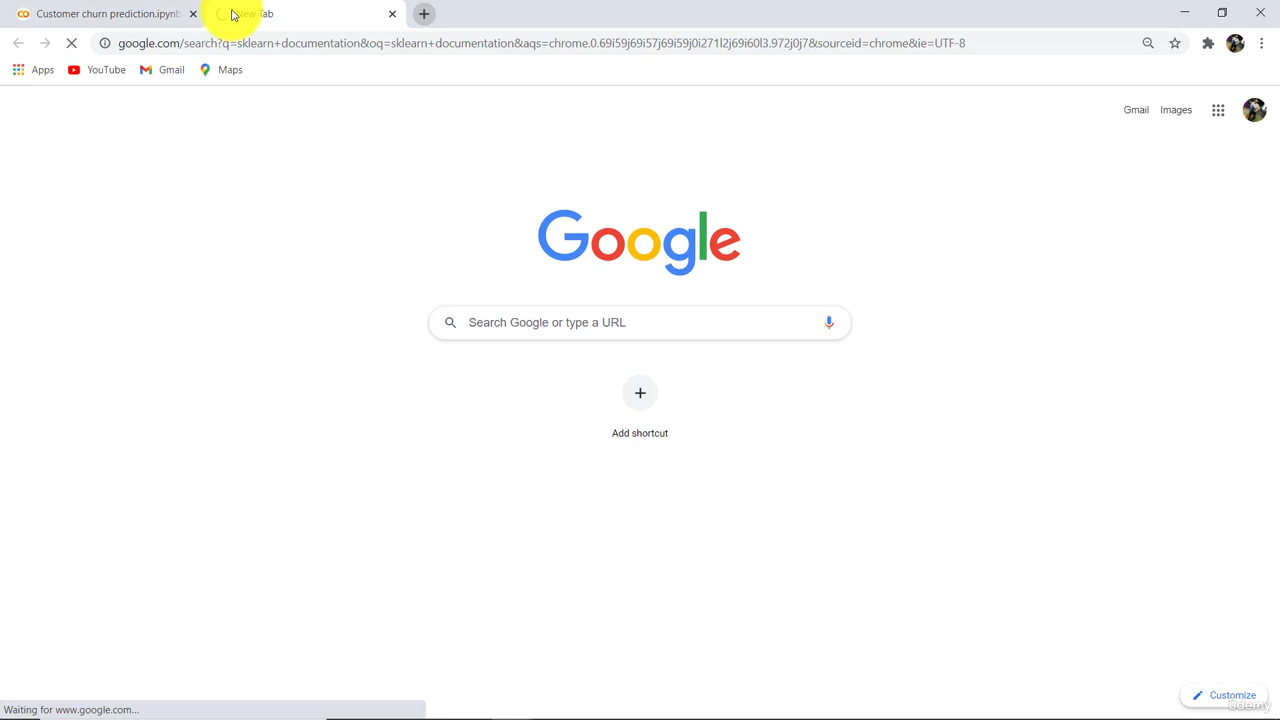 Customer churn prediction.ipynb
New Tab
google.com/search?q=sklearn+documentation&oq=sklearn+documentation&aqs=chrome.0.69i59j69i57j69i59j0i271l2j69i60l3.972j0j7&sourceid=chrome&ie=UTF-8
Apps YouTube Gmail Maps
Gmail Images
Google
Search Google or type a URL
Add shortcut
Customize
ûdemy
Waiting for www.google.com...